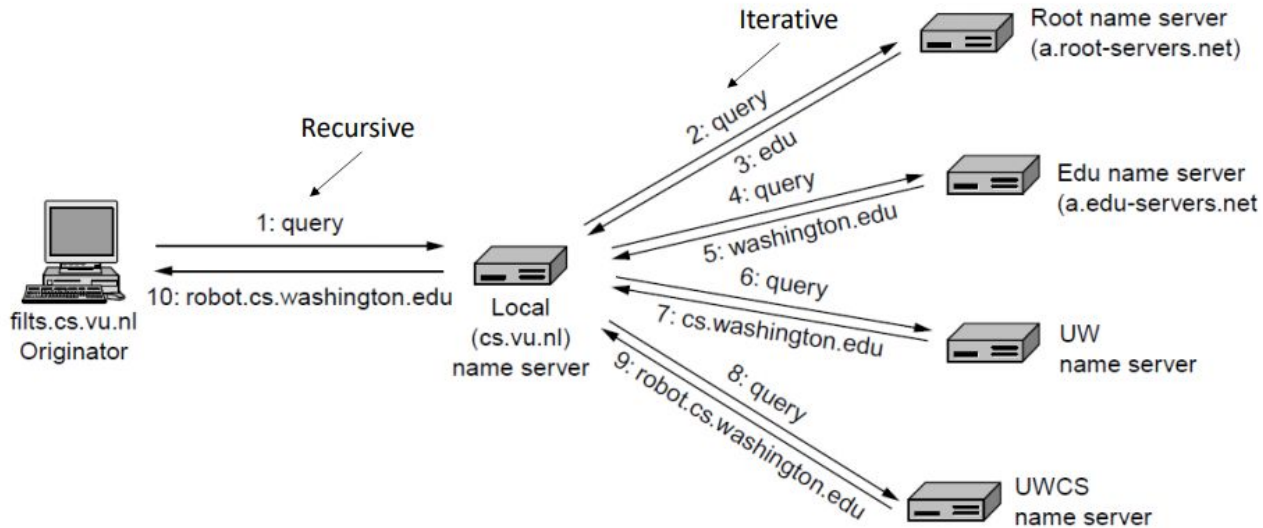 Iterative
Root name server
(a.root-servers.net)
Recursive
2: query
3: edu
Edu name server
(a.edu-servers.net
4: query
5: washington.edu
1: query
10: robot.cs.washington.edu
filts.cs.vu.nl
Originator
Local
(cs.vu.nl)
name server
6: query
7: cs.washington.edu
UW
name server
8: query
9: robot.cs.washington.edu
UWCS
name server